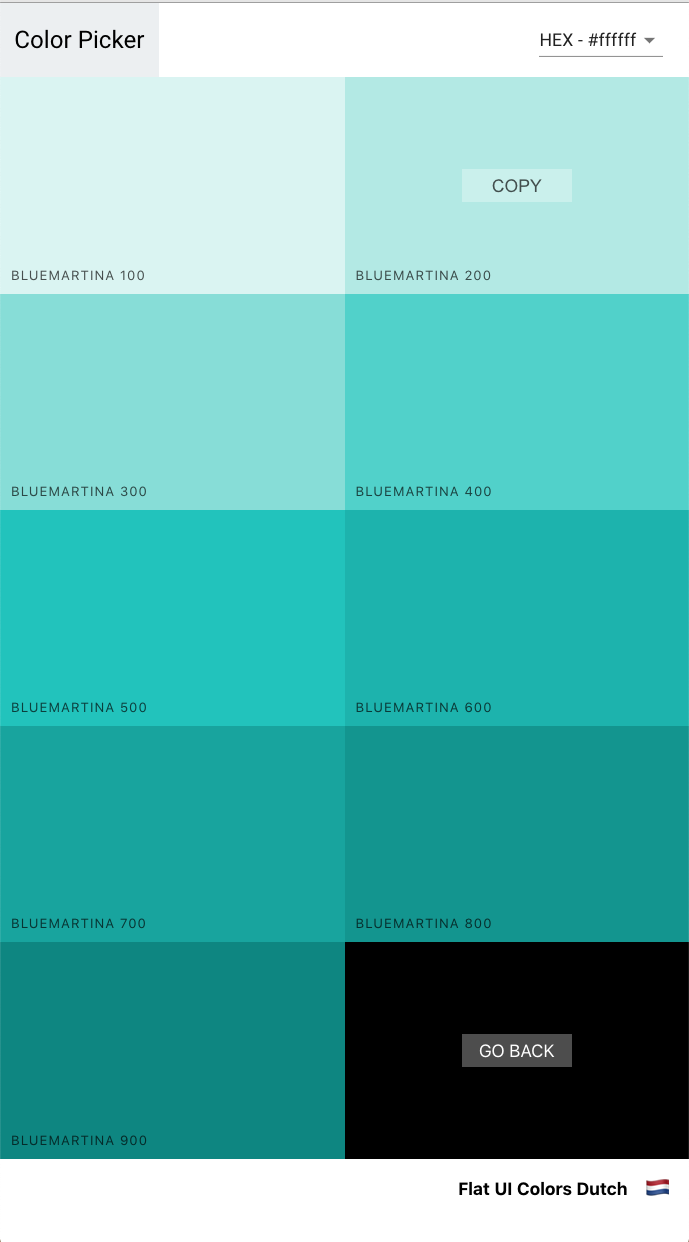 Color Picker
HEX - #ffffff
COPY
BLUEMARTINA 100
BLUEMARTINA 200
BLUEMARTINA 300
BLUEMARTINA 400
BLUEMARTINA 500
BLUEMARTINA 600
BLUEMARTINA 700
BLUEMARTINA 800
GO BACK
BLUEMARTINA 900
Flat UI Colors Dutch 🇳🇱